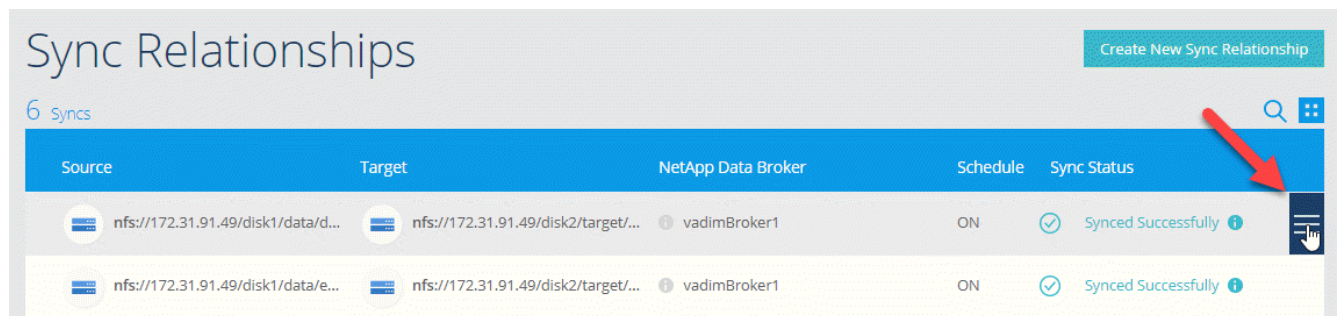 Sync Relationships
Create New Sync Relationship
6 Syncs
Source Target NetApp Data Broker Schedule Sync Status
nfs://172.31.91.49/disk1/data/d... nfs://172.31.91.49/disk2/target/... vadimBroker1 ON Synced Successfully
nfs://172.31.91.49/disk1/data/e... nfs://172.31.91.49/disk2/target/... vadimBroker1 ON Synced Successfully